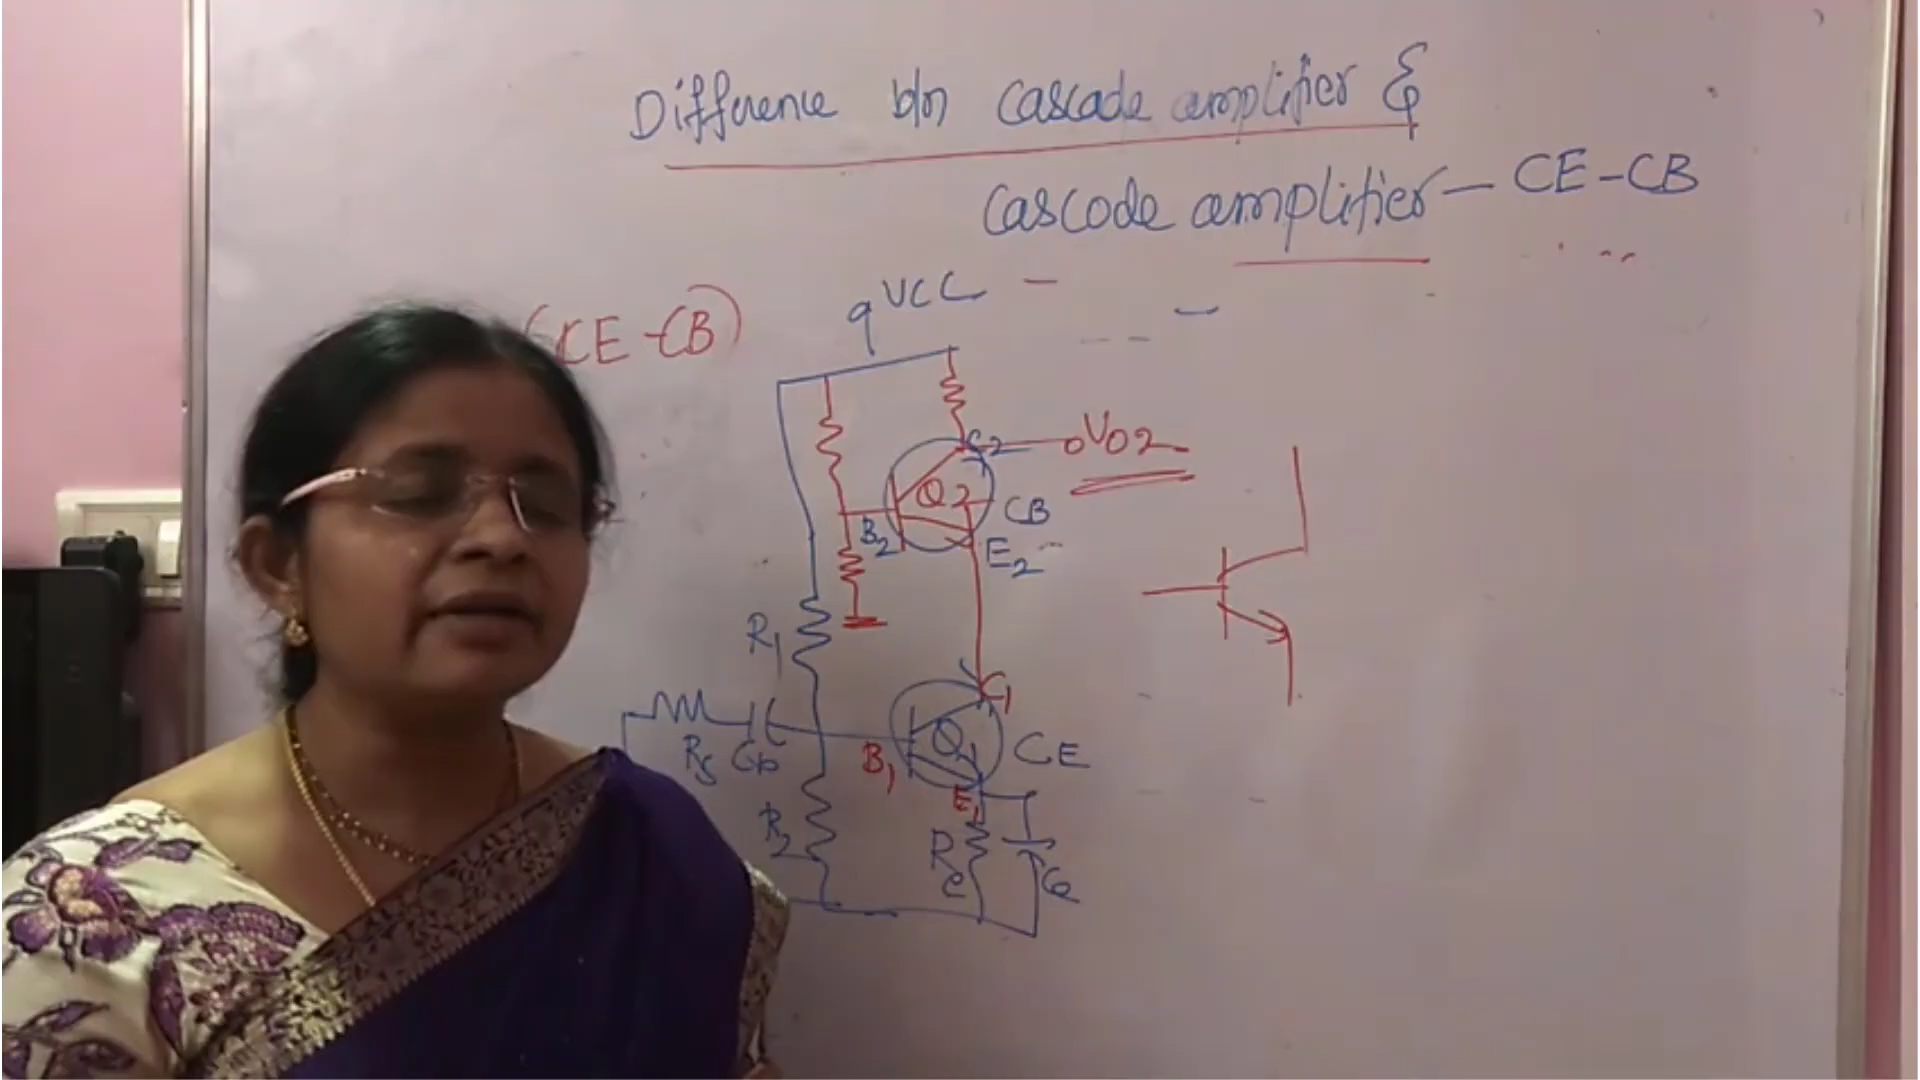 Difference b/n cascade amplifier &
cascode amplifier - CE-CB
(CE-CB)
VCC
C2
Vo2
Q2
CB
B2
E2
R1
C1
Rs Cb
B1
Q1
CE
E1
R2
Re
Ce